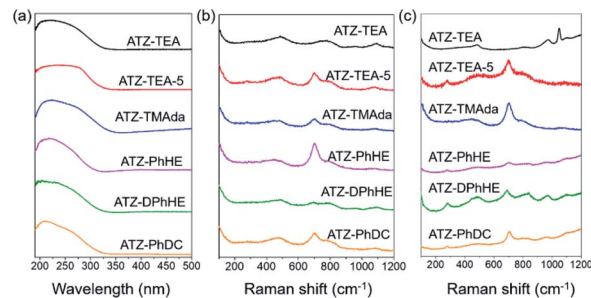 (a)
ATZ-TEA
ATZ-TEA-5
ATZ-TMAda
ATZ-PhHE
ATZ-DPhHE
ATZ-PhDC
200 250 300 350 400 450 500
Wavelength (nm)
(b)
ATZ-TEA
ATZ-TEA-5
ATZ-TMAda
ATZ-PhHE
ATZ-DPhHE
ATZ-PhDC
200 400 600 800 1000 1200
Raman shift (cm-1)
(c)
ATZ-TEA
ATZ-TEA-5
ATZ-TMAda
ATZ-PhHE
ATZ-DPhHE
ATZ-PhDC
200 400 600 800 1000 1200
Raman shift (cm-1)